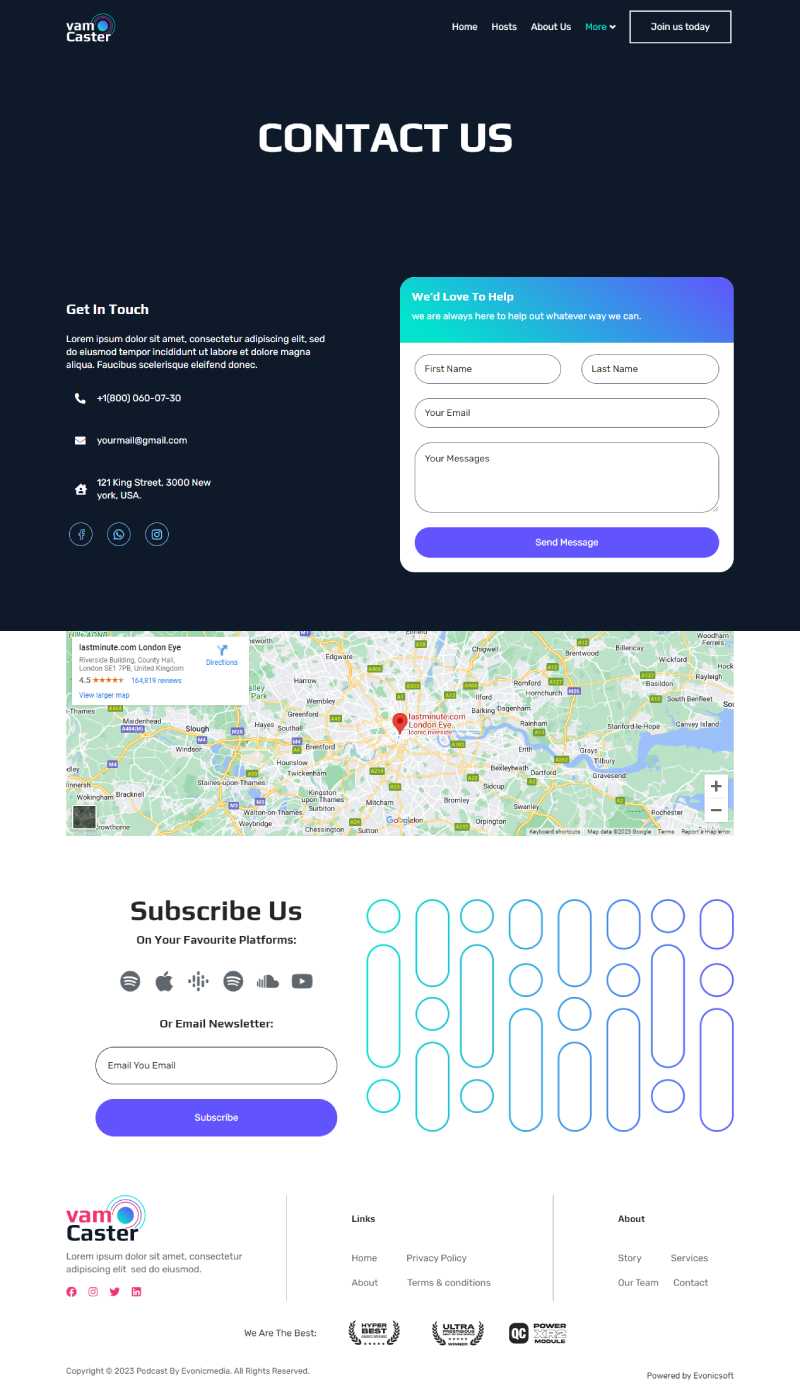 vam
Caster
Home Hosts About Us More Join us today
CONTACT US
Get In Touch
Lorem ipsum dolor sit amet, consectetur adipiscing elit, sed
do eiusmod tempor incididunt ut labore et dolore magna
aliqua. Faucibus scelerisque eleifend donec.
+1(800) 060-07-30
yourmail@gmail.com
121 King Street, 3000 New
york, USA.
We'd Love To Help
we are always here to help out whatever way we can.
First Name
Last Name
Your Email
Your Messages
Send Message
lastminute.com London Eye
Riverside Building, County Hall,
London SE1 7PB, United Kingdom
4.5 164,819 reviews
View larger map
Directions
Edgware
Enfield
Chigwell
Woodham
Ferrers
Billericay
Brentwood
Wickford
Harrow
Romford
Basildon
Rayleigh
Wembley
Ilford
Hornchurch
South Benfleet
Greenford
Barking
Dagenham
Maidenhead
Slough
Hayes
Southall
lastminute.com
London Eye
Iconic riverside
Rainham
Stanford-le-Hope
Canvey Island
Windsor
Brentford
Erith
Grays
Tilbury
Hounslow
Bexleyheath
Dartford
Gravesend
Twickenham
Staines-upon-Thames
Sidcup
Bracknell
Wokingham
Kingston
upon Thames
Mitcham
Bromley
Swanley
Rochester
Surbiton
Walton-on-Thames
Weybridge
Chessington
Sutton
Orpington
Google
Keyboard shortcuts Map data ©2023 Google Terms Report a map error
Subscribe Us
On Your Favourite Platforms:
Or Email Newsletter:
Email You Email
Subscribe
vam
Caster
Lorem ipsum dolor sit amet, consectetur
adipiscing elit sed do eiusmod.
Links
Home Privacy Policy
About Terms & conditions
About
Story Services
Our Team Contact
We Are The Best:
HYPER
BEST
ULTRA
PRESTIGIOUS
WINNER
QC
POWER
XR2
MODULE
Copyright © 2023 Podcast By Evonicmedia. All Rights Reserved.
Powered by Evonicsoft